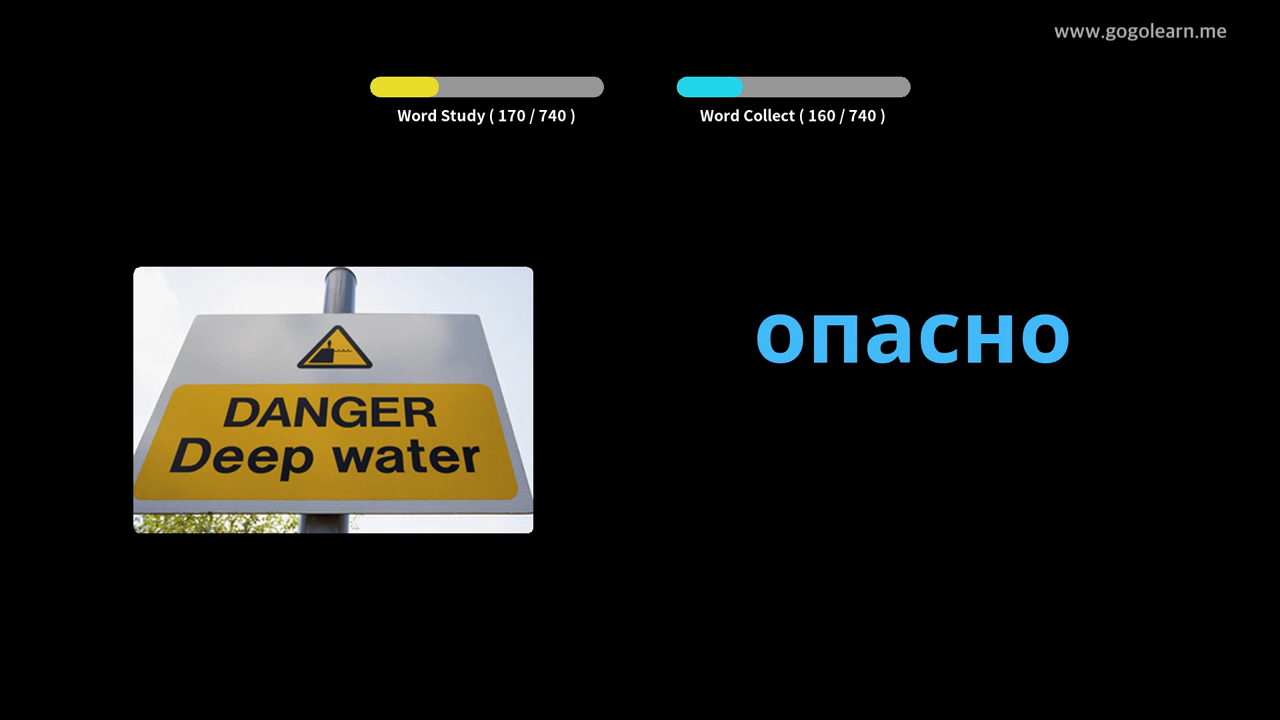 www.gogolearn.me
Word Study ( 170 / 740 )
Word Collect ( 160 / 740 )
DANGER
Deep water
опасно